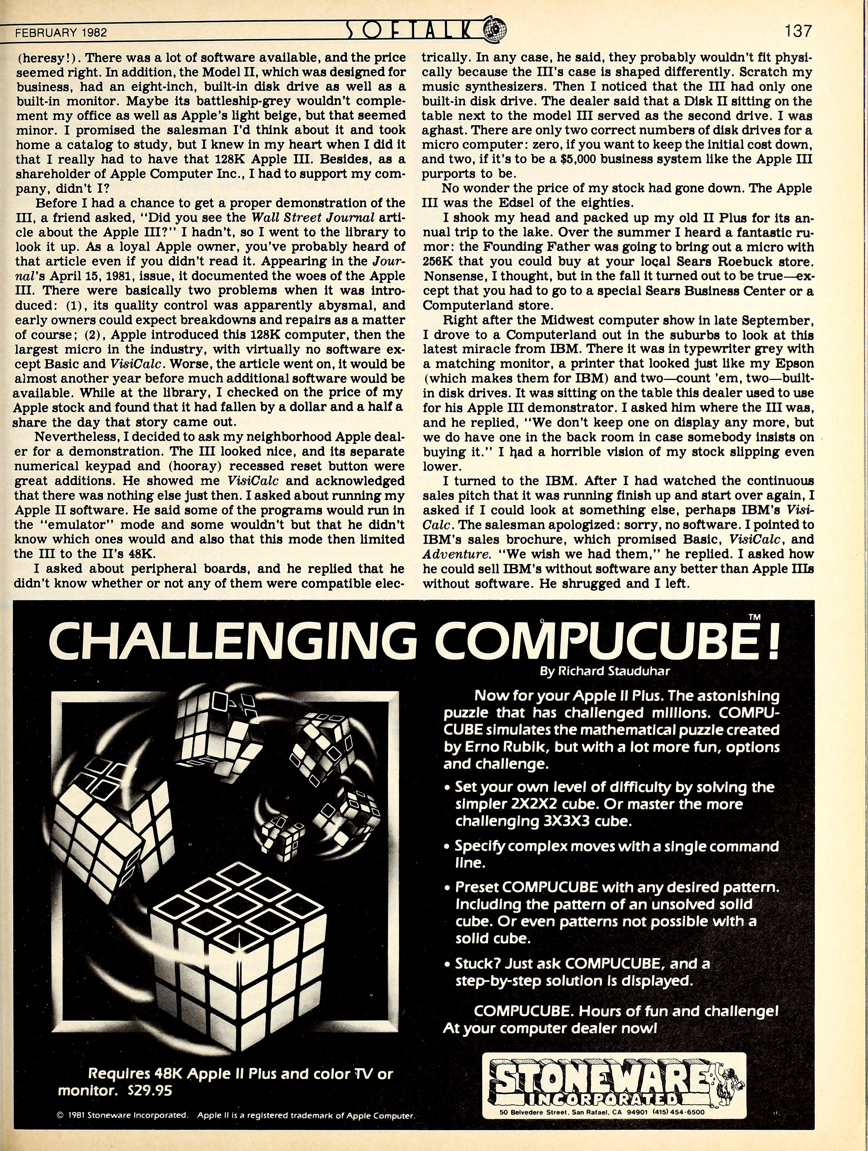 FEBRUARY 1982
SOFTALK
137
(heresy!). There was a lot of software available, and the price
seemed right. In addition, the Model II, which was designed for
business, had an eight-inch, built-in disk drive as well as a
built-in monitor. Maybe its battleship-grey wouldn't comple-
ment my office as well as Apple's light beige, but that seemed
minor. I promised the salesman I'd think about it and took
home a catalog to study, but I knew in my heart when I did it
that I really had to have that 128K Apple III. Besides, as a
shareholder of Apple Computer Inc., I had to support my com-
pany, didn't I?
Before I had a chance to get a proper demonstration of the
III, a friend asked, "Did you see the Wall Street Journal arti-
cle about the Apple III?" I hadn't, so I went to the library to
look it up. As a loyal Apple owner, you've probably heard of
that article even if you didn't read it. Appearing in the Jour-
nal's April 15, 1981, issue, it documented the woes of the Apple
III. There were basically two problems when it was intro-
duced: (1), its quality control was apparently abysmal, and
early owners could expect breakdowns and repairs as a matter
of course; (2), Apple introduced this 128K computer, then the
largest micro in the industry, with virtually no software ex-
cept Basic and VisiCalc. Worse, the article went on, it would be
almost another year before much additional software would be
available. While at the library, I checked on the price of my
Apple stock and found that it had fallen by a dollar and a half a
share the day that story came out.
Nevertheless, I decided to ask my neighborhood Apple deal-
er for a demonstration. The III looked nice, and its separate
numerical keypad and (hooray) recessed reset button were
great additions. He showed me VisiCalc and acknowledged
that there was nothing else just then. I asked about running my
Apple II software. He said some of the programs would run in
the "emulator" mode and some wouldn't but that he didn't
know which ones would and also that this mode then limited
the III to the II's 48K.
I asked about peripheral boards, and he replied that he
didn't know whether or not any of them were compatible elec-
trically. In any case, he said, they probably wouldn't fit physi-
cally because the III's case is shaped differently. Scratch my
music synthesizers. Then I noticed that the III had only one
built-in disk drive. The dealer said that a Disk II sitting on the
table next to the model III served as the second drive. I was
aghast. There are only two correct numbers of disk drives for a
micro computer: zero, if you want to keep the initial cost down,
and two, if it's to be a $5,000 business system like the Apple III
purports to be.
No wonder the price of my stock had gone down. The Apple
III was the Edsel of the eighties.
I shook my head and packed up my old II Plus for its an-
nual trip to the lake. Over the summer I heard a fantastic ru-
mor: the Founding Father was going to bring out a micro with
256K that you could buy at your local Sears Roebuck store.
Nonsense, I thought, but in the fall it turned out to be true—ex-
cept that you had to go to a special Sears Business Center or a
Computerland store.
Right after the Midwest computer show in late September,
I drove to a Computerland out in the suburbs to look at this
latest miracle from IBM. There it was in typewriter grey with
a matching monitor, a printer that looked just like my Epson
(which makes them for IBM) and two—count 'em, two—built-
in disk drives. It was sitting on the table this dealer used to use
for his Apple III demonstrator. I asked him where the III was,
and he replied, "We don't keep one on display any more, but
we do have one in the back room in case somebody insists on
buying it." I had a horrible vision of my stock slipping even
lower.
I turned to the IBM. After I had watched the continuous
sales pitch that it was running finish up and start over again, I
asked if I could look at something else, perhaps IBM's Visi-
Calc. The salesman apologized: sorry, no software. I pointed to
IBM's sales brochure, which promised Basic, VisiCalc, and
Adventure. "We wish we had them," he replied. I asked how
he could sell IBM's without software any better than Apple IIIs
without software. He shrugged and I left.
CHALLENGING COMPUCUBE™!
By Richard Stauduhar
Now for your Apple II Plus. The astonishing
puzzle that has challenged millions. COMPU-
CUBE simulates the mathematical puzzle created
by Erno Rubik, but with a lot more fun, options
and challenge.
• Set your own level of difficulty by solving the
simpler 2X2X2 cube. Or master the more
challenging 3X3X3 cube.
• Specify complex moves with a single command
line.
• Preset COMPUCUBE with any desired pattern.
Including the pattern of an unsolved solid
cube. Or even patterns not possible with a
solid cube.
• Stuck? Just ask COMPUCUBE, and a
step-by-step solution is displayed.
COMPUCUBE. Hours of fun and challenge!
At your computer dealer now!
Requires 48K Apple II Plus and color TV or
monitor. $29.95
© 1981 Stoneware Incorporated. Apple II is a registered trademark of Apple Computer.
STONEWARE
INCORPORATED
50 Belvedere Street, San Rafael, CA 94901 (415) 454-6500